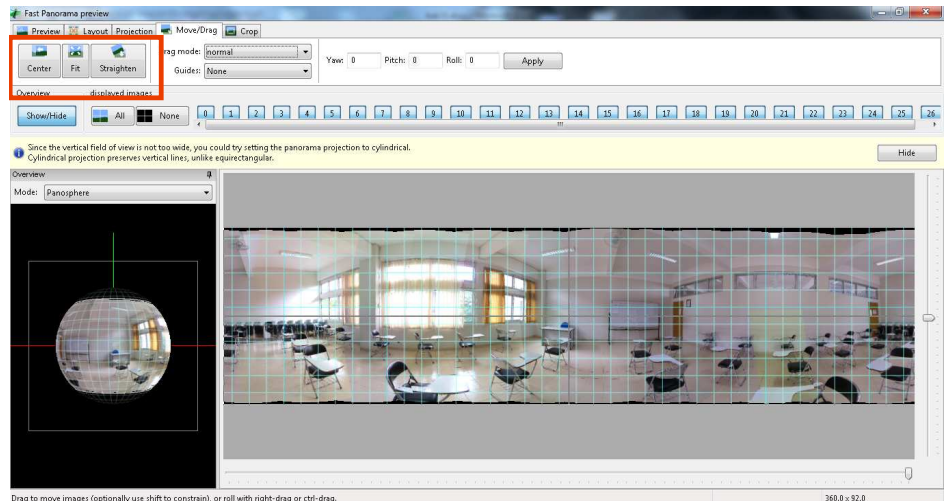 Fast Panorama preview
Preview Layout Projection Move/Drag Crop
Center Fit Straighten
rag mode: normal
Guides: None
Yaw: 0 Pitch: 0 Roll: 0 Apply
Overview displayed images
Show/Hide All None 0 1 2 3 4 5 6 7 8 9 10 11 12 13 14 15 16 17 18 19 20 21 22 23 24 25 26
Since the vertical field of view is not too wide, you could try setting the panorama projection to cylindrical.
Cylindrical projection preserves vertical lines, unlike equirectangular.
Hide
Overview
Mode: Panosphere
Drag to move images (optionally use shift to constrain), or roll with right-drag or ctrl-drag.
360.0 x 92.0